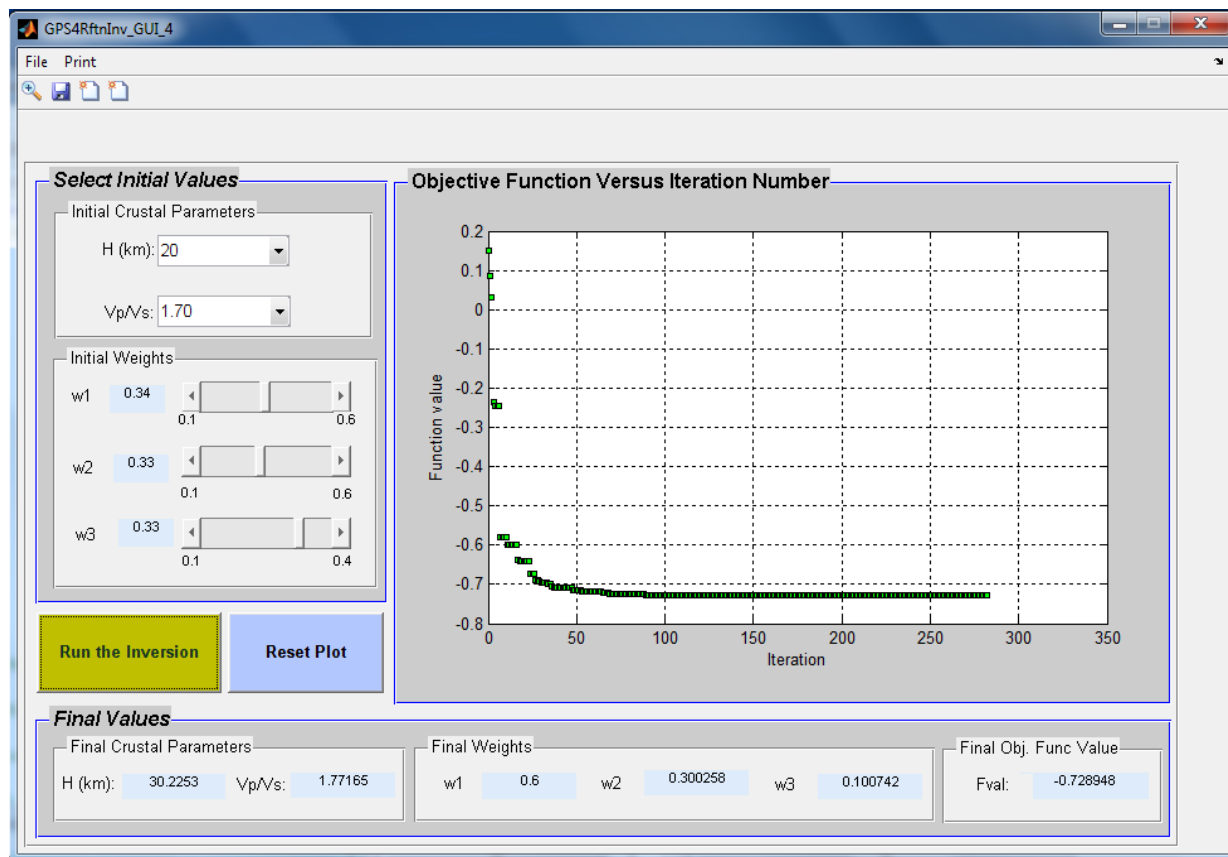 GPS4RftnInv_GUI_4
File Print
Select Initial Values
Initial Crustal Parameters
H (km): 20
Vp/Vs: 1.70
Initial Weights
w1 0.34
0.1 0.6
w2 0.33
0.1 0.6
w3 0.33
0.1 0.4
Run the Inversion
Reset Plot
Objective Function Versus Iteration Number
0.2
0.1
0
-0.1
-0.2
-0.3
-0.4
-0.5
-0.6
-0.7
-0.8
Function value
0 50 100 150 200 250 300 350
Iteration
Final Values
Final Crustal Parameters
H (km): 30.2253 Vp/Vs: 1.77165
Final Weights
w1 0.6 w2 0.300258 w3 0.100742
Final Obj. Func Value
Fval: -0.728948